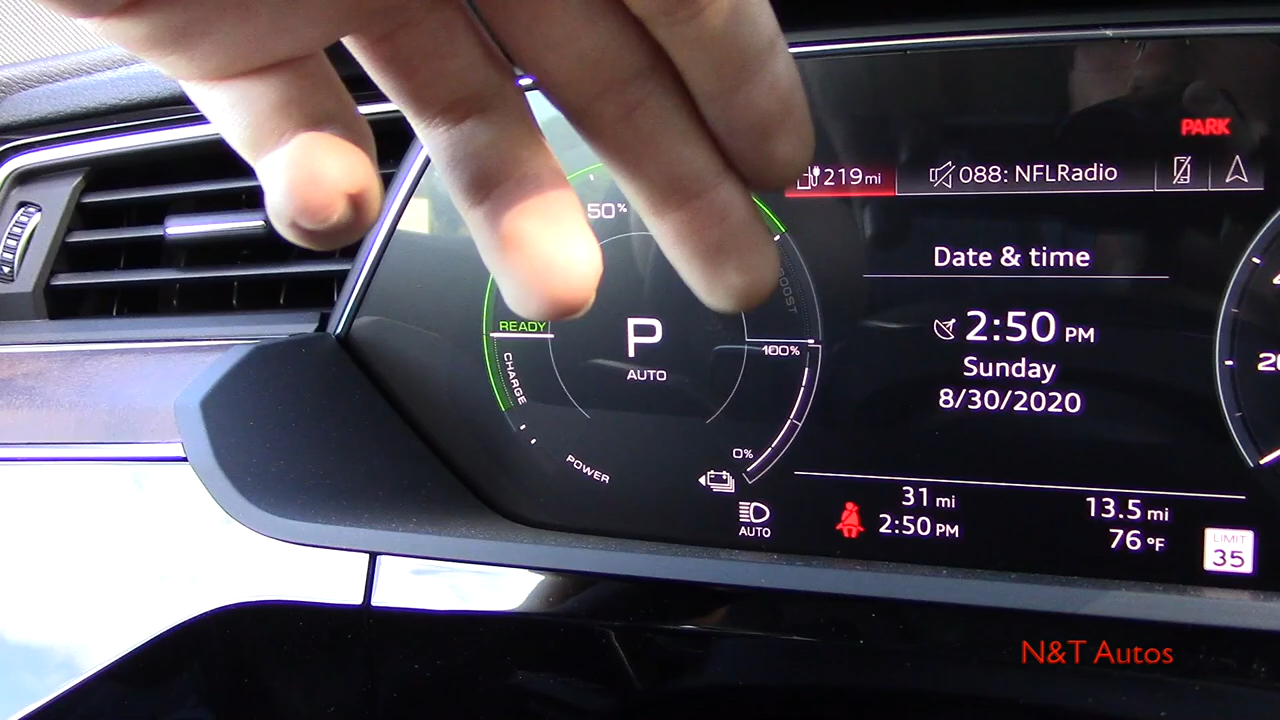 PARK
219 mi
088: NFLRadio
50%
Date & time
BOOST
READY
P
AUTO
100%
2:50 PM
Sunday
8/30/2020
CHARGE
POWER
0%
31 mi
13.5 mi
AUTO
2:50 PM
76 °F
LIMIT
35
N&T Autos